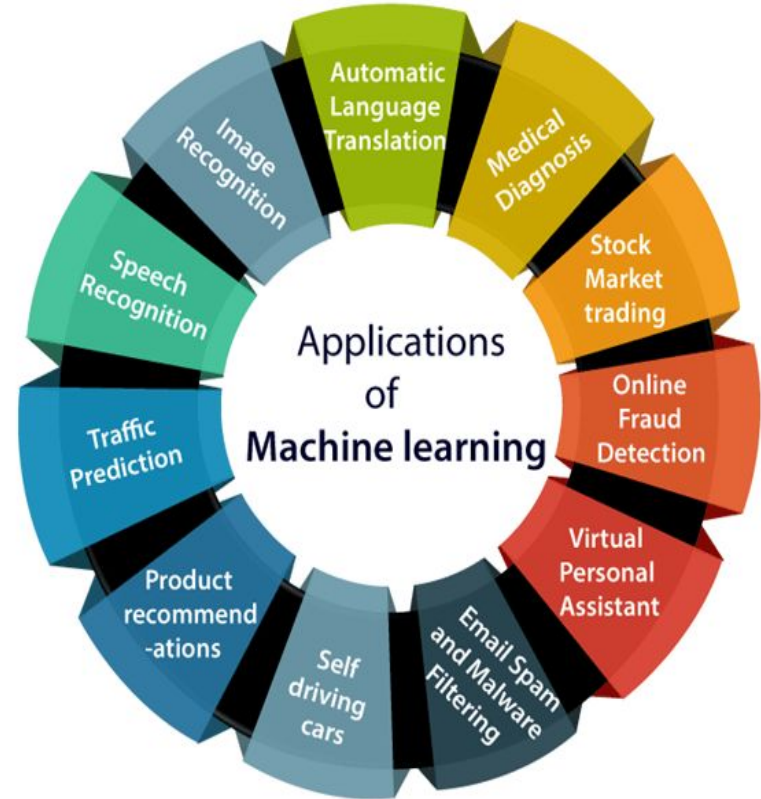 Applications
of
Machine learning
Automatic
Language
Translation
Medical
Diagnosis
Stock
Market
trading
Online
Fraud
Detection
Virtual
Personal
Assistant
Email Spam
and Malware
Filtering
Self
driving
cars
Product
recommend
-ations
Traffic
Prediction
Speech
Recognition
Image
Recognition